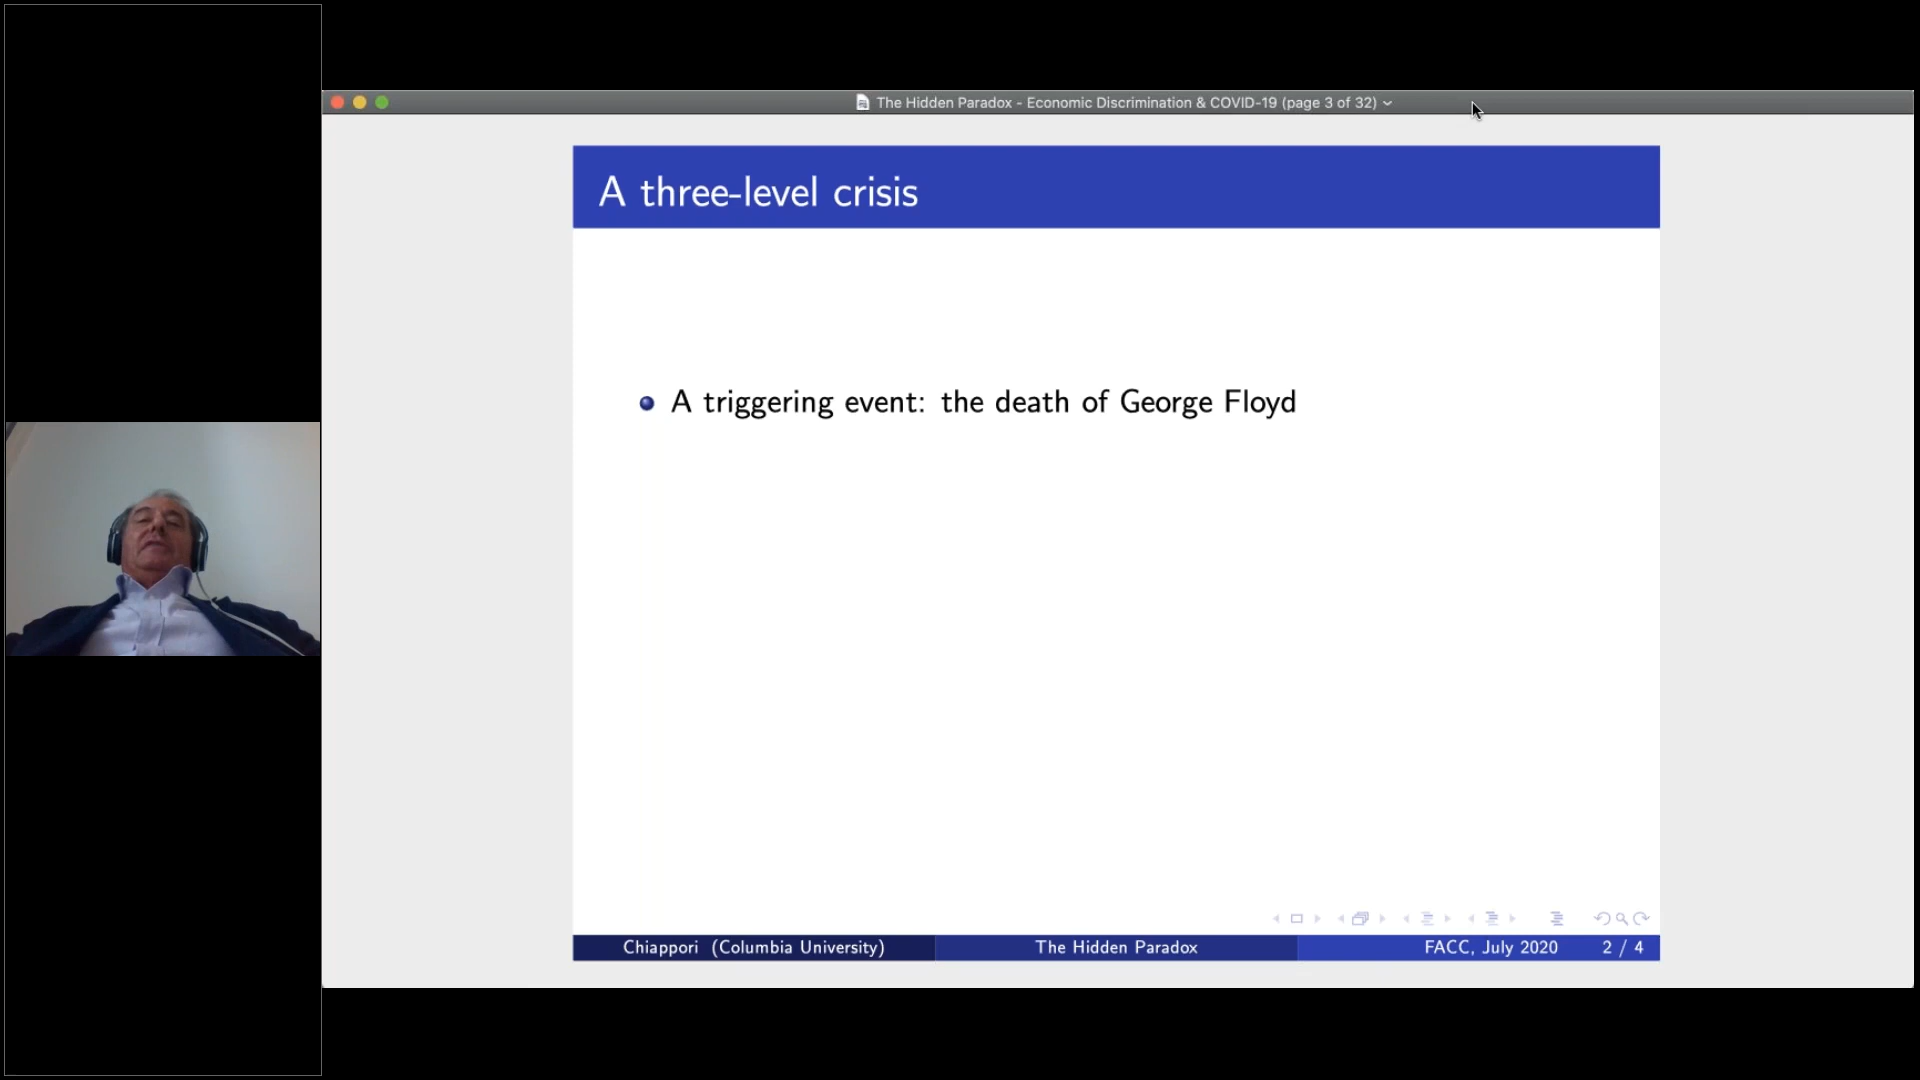 The Hidden Paradox - Economic Discrimination & COVID-19 (page 3 of 32)
A three-level crisis
A triggering event: the death of George Floyd
Chiappori (Columbia University) The Hidden Paradox FACC, July 2020 2 / 4